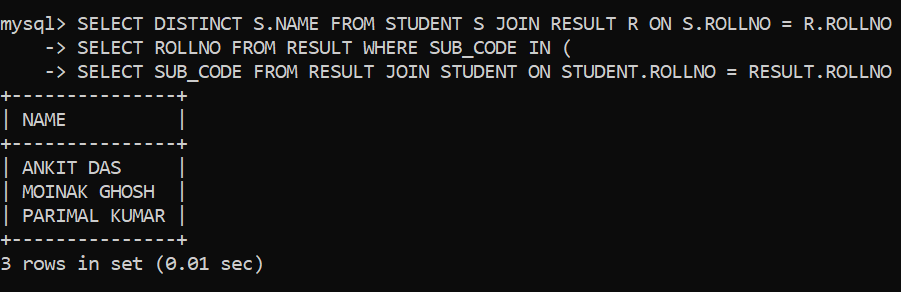 mysql> SELECT DISTINCT S.NAME FROM STUDENT S JOIN RESULT R ON S.ROLLNO = R.ROLLNO
    -> SELECT ROLLNO FROM RESULT WHERE SUB_CODE IN (
    -> SELECT SUB_CODE FROM RESULT JOIN STUDENT ON STUDENT.ROLLNO = RESULT.ROLLNO
+---------------+
| NAME          |
+---------------+
| ANKIT DAS     |
| MOINAK GHOSH  |
| PARIMAL KUMAR |
+---------------+
3 rows in set (0.01 sec)